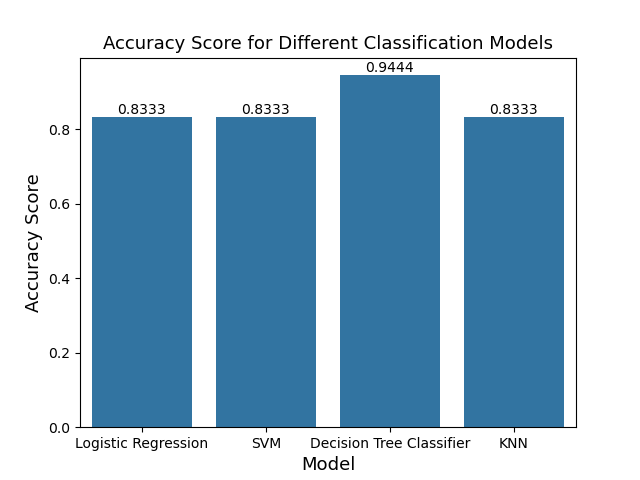 Accuracy Score for Different Classification Models
0.9444
0.8333 0.8333 0.8333
0.8
0.6
0.4
0.2
0.0
Accuracy Score
Logistic Regression SVM Decision Tree Classifier KNN
Model